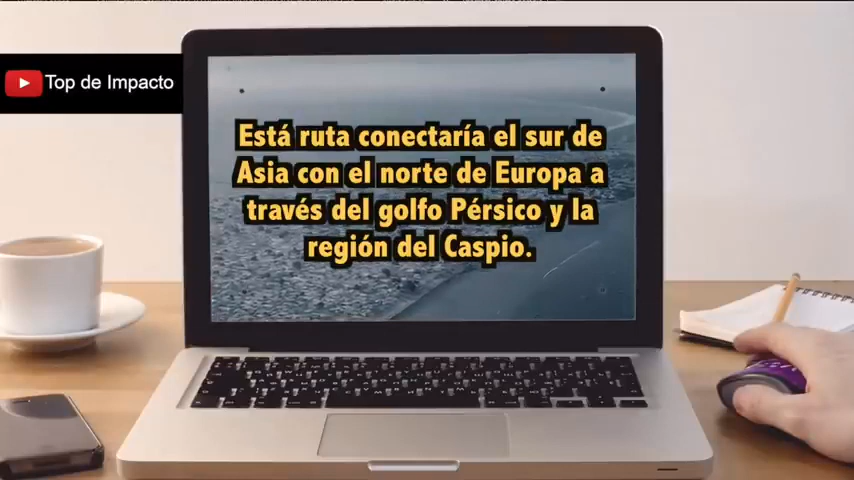 Top de Impacto
Está ruta conectaría el sur de
Asia con el norte de Europa a
través del golfo Pérsico y la
región del Caspio.